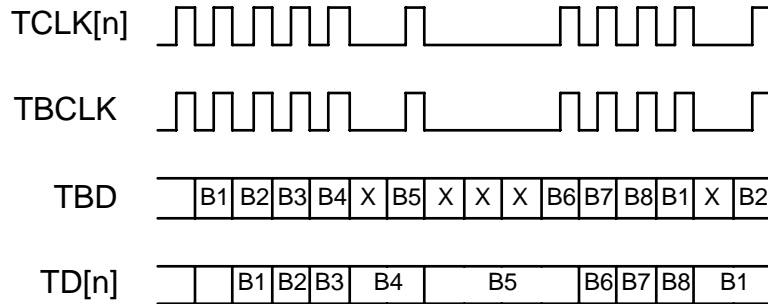 TCLK[n]
TBCLK
TBD B1 B2 B3 B4 X B5 X X X B6 B7 B8 B1 X B2
TD[n] B1 B2 B3 B4 B5 B6 B7 B8 B1